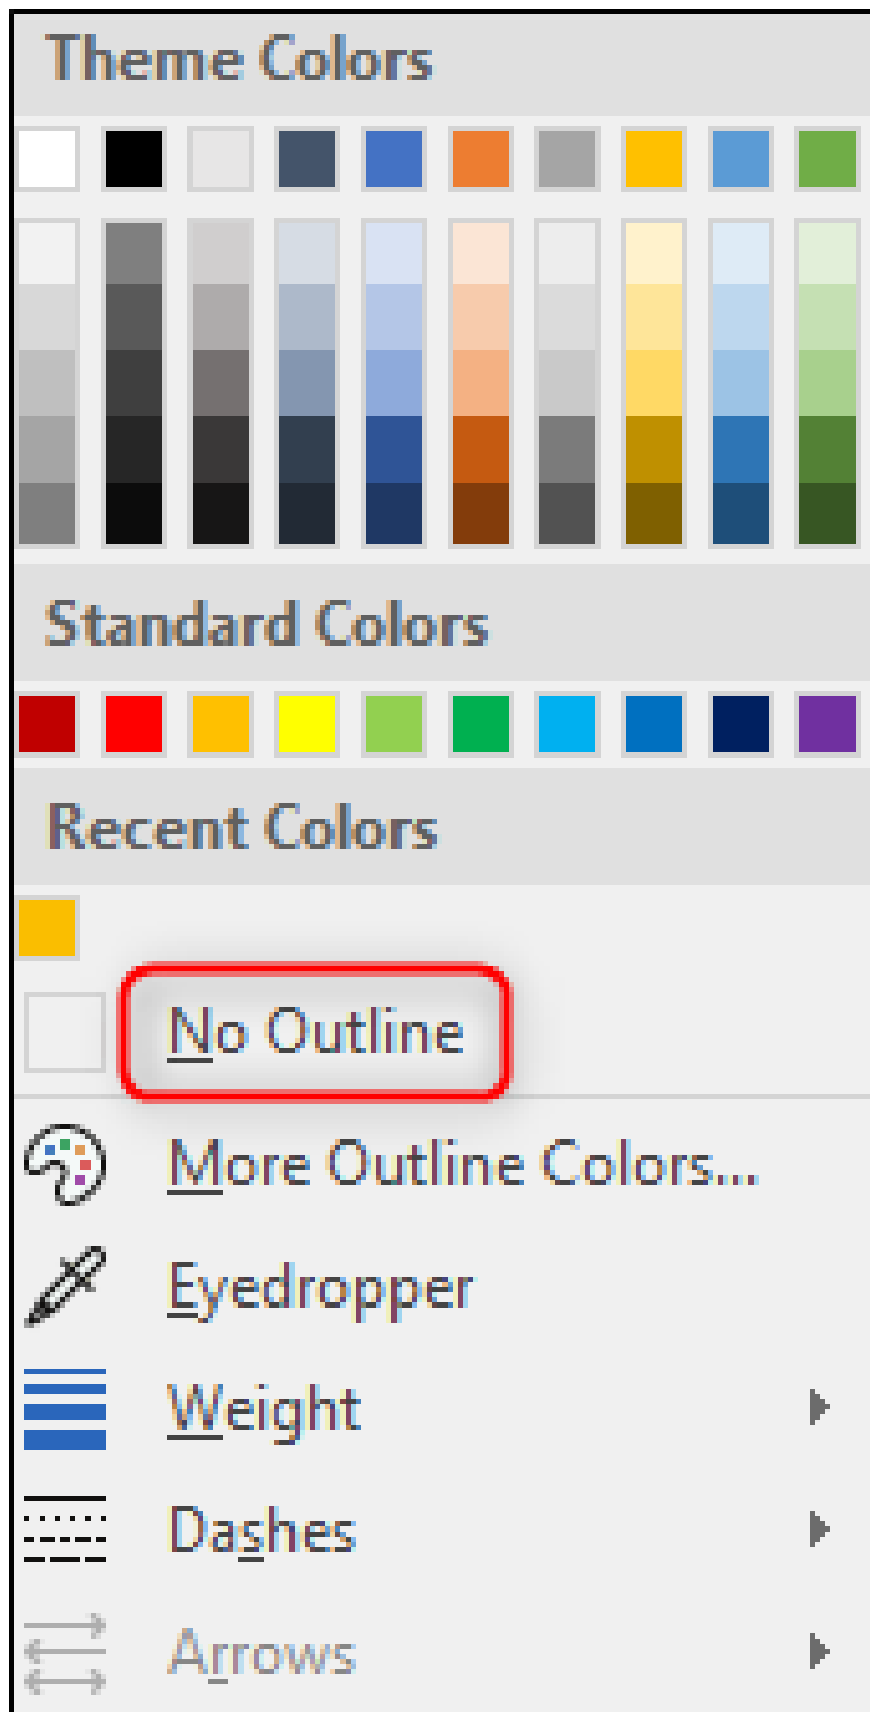 Theme Colors
Standard Colors
Recent Colors
No Outline
More Outline Colors...
Eyedropper
Weight
Dashes
Arrows